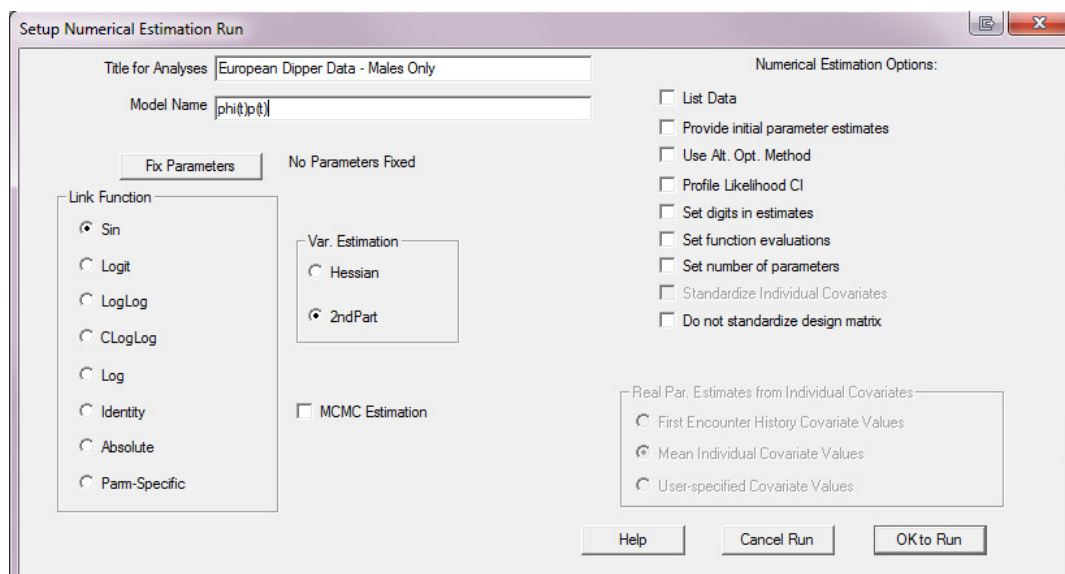 Setup Numerical Estimation Run
Title for Analyses European Dipper Data - Males Only
Model Name phi(t)p(t)
Fix Parameters No Parameters Fixed
Link Function
Sin
Logit
LogLog
CLogLog
Log
Identity
Absolute
Parm-Specific
Var. Estimation
Hessian
2ndPart
MCMC Estimation
Numerical Estimation Options:
List Data
Provide initial parameter estimates
Use Alt. Opt. Method
Profile Likelihood CI
Set digits in estimates
Set function evaluations
Set number of parameters
Standardize Individual Covariates
Do not standardize design matrix
Real Par. Estimates from Individual Covariates
First Encounter History Covariate Values
Mean Individual Covariate Values
User-specified Covariate Values
Help Cancel Run OK to Run